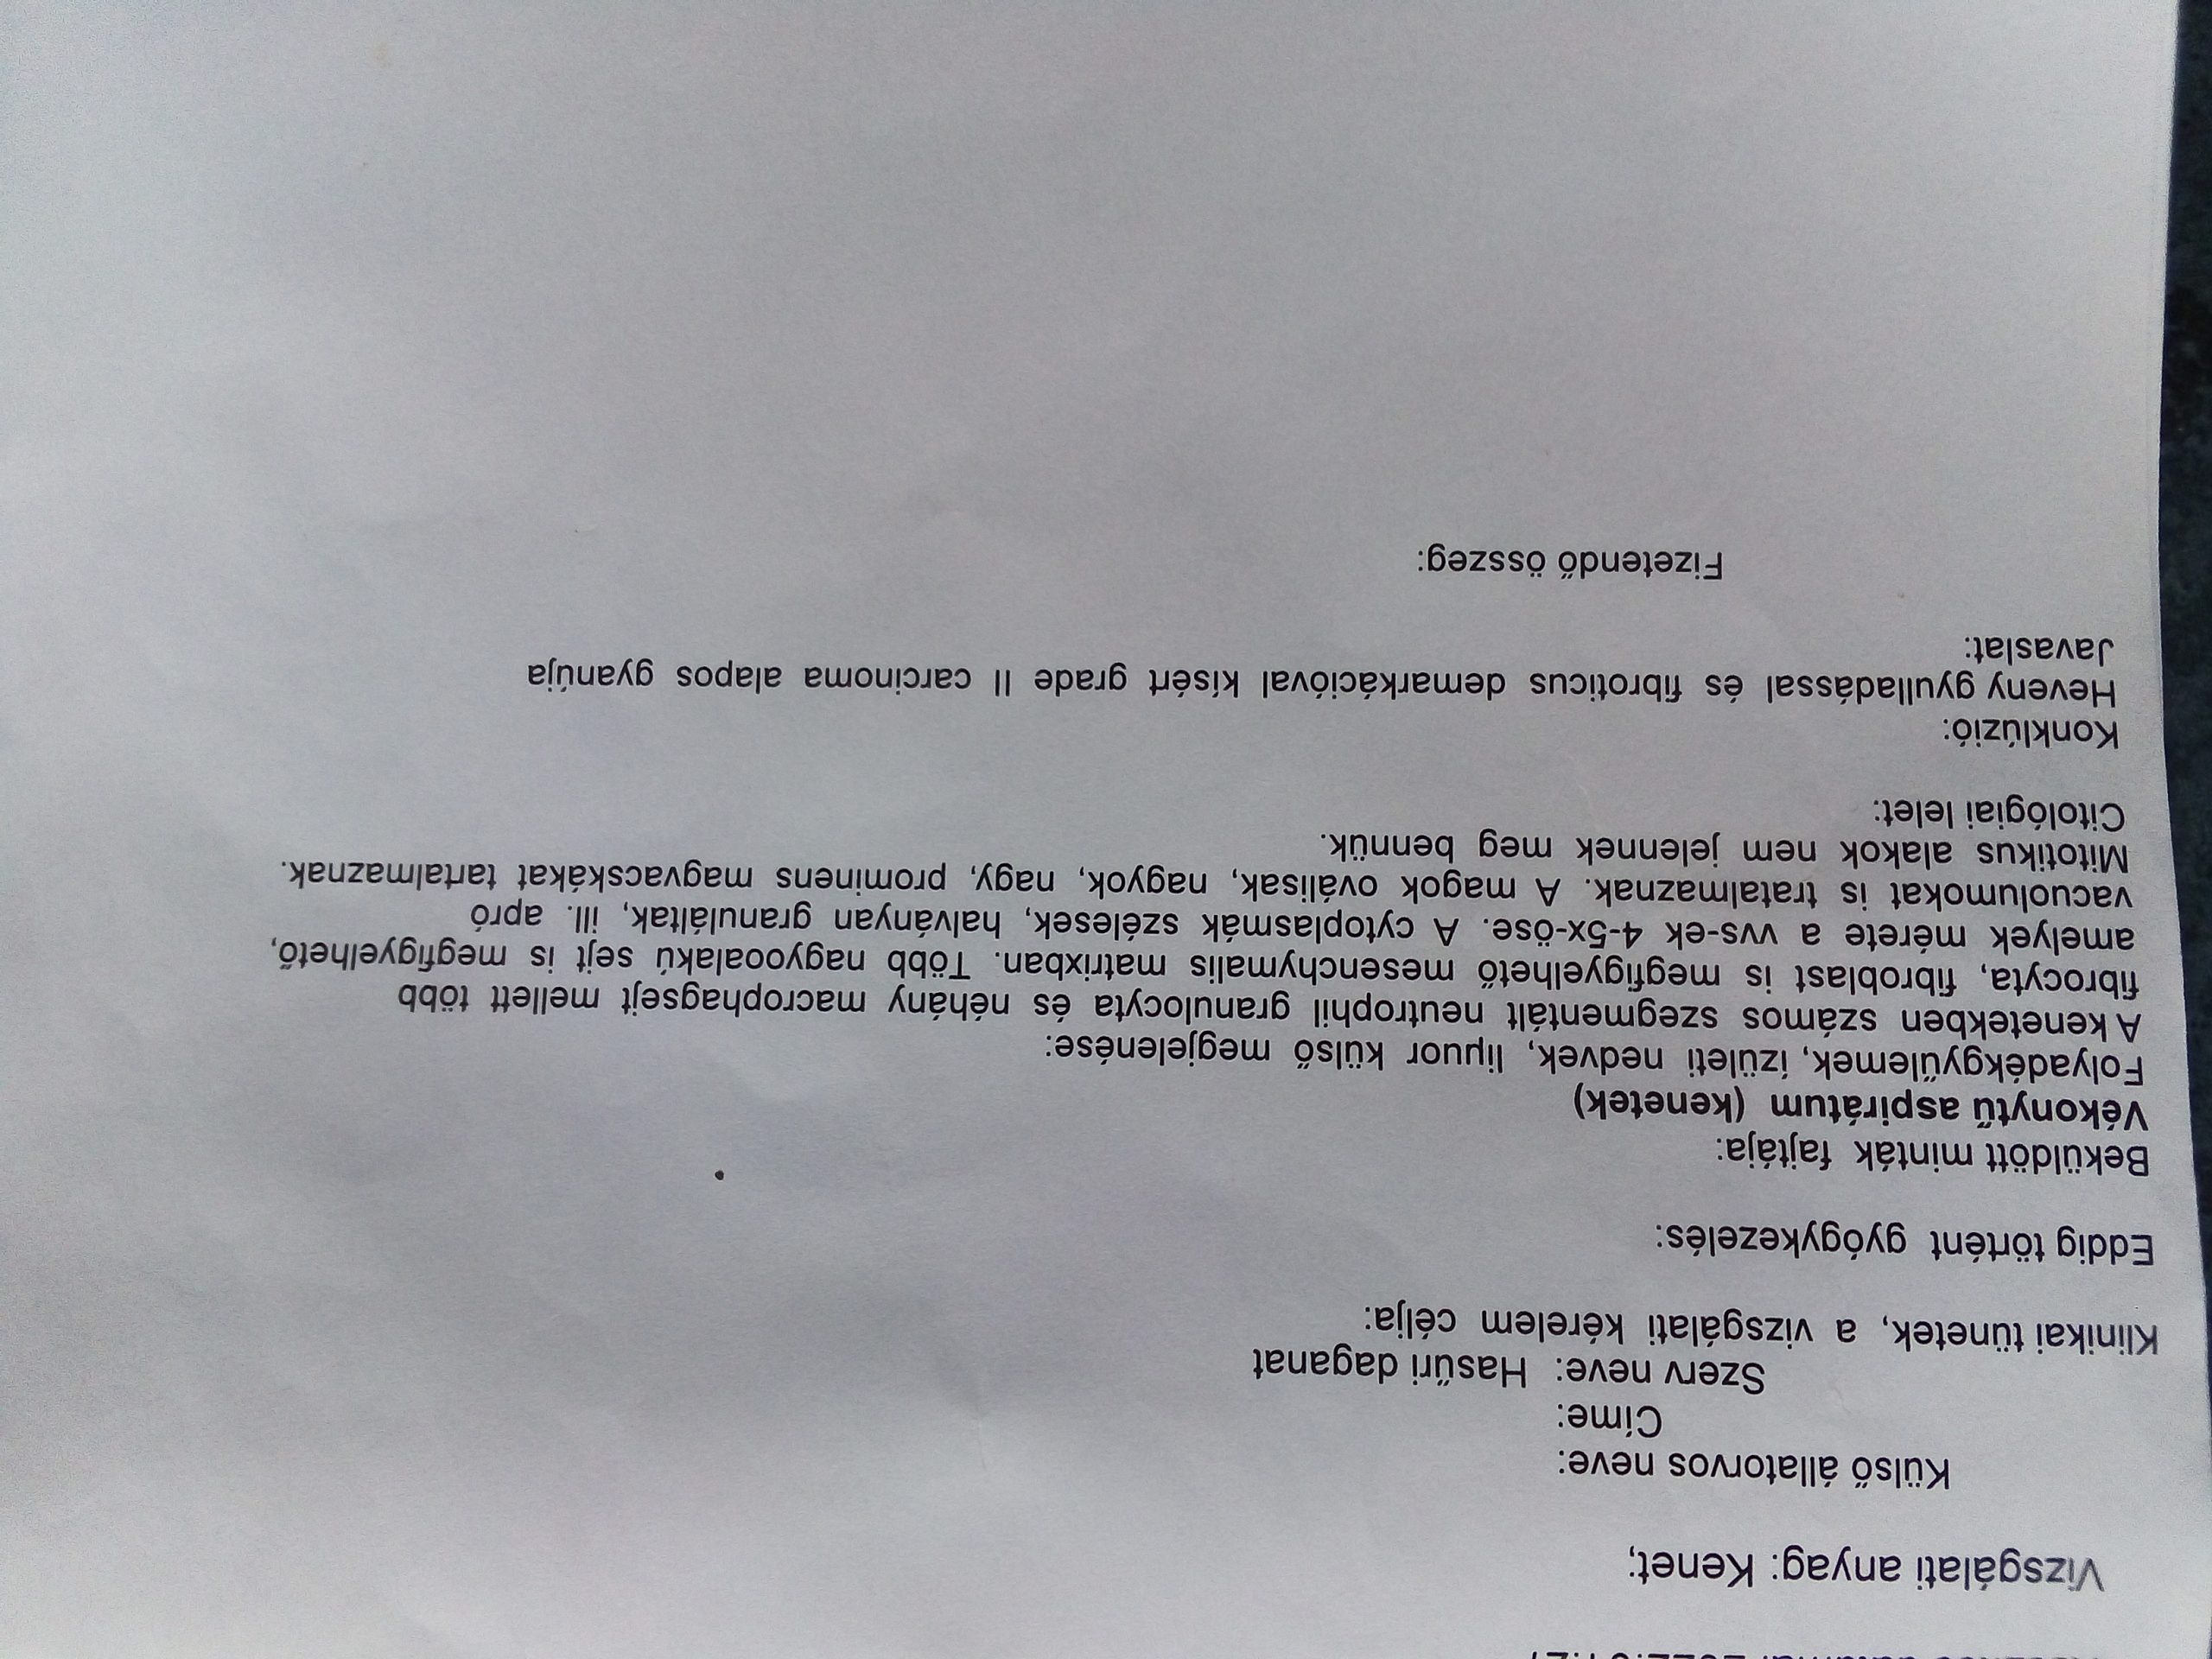 Vizsgálati anyag: Kenet;
Külső állatorvos neve:
Címe:
Szerv neve: Hasűri daganat
Klinikai tünetek, a vizsgálati kérelem célja:
Eddig történt gyógykezelés:
Beküldött minták fajtája:
Vékonytű aspirátum (kenetek)
Folyadékgyűlemek, ízületi nedvek, liμuor külső megjelenése:
A kenetekben számos szegmentált neutrophil granulocyta és néhány macrophagsejt mellett több
fibrocyta, fibroblast is megfigyelhető mesenchymalis matrixban. Több nagyooalakú sejt is megfigyelhető,
amelyek mérete a vvs-ek 4-5x-öse. A cytoplasmák szélesek, halványan granuláltak, ill. apró
vacuolumokat is tratalmaznak. A magok oválisak, nagyok, nagy, prominens magvacskákat tartalmaznak.
Mitotikus alakok nem jelennek meg bennük.
Citológiai lelet:
Konklúzió:
Heveny gyulladással és fibroticus demarkációval kísért grade II carcinoma alapos gyanúja
Javaslat:
Fizetendő összeg: